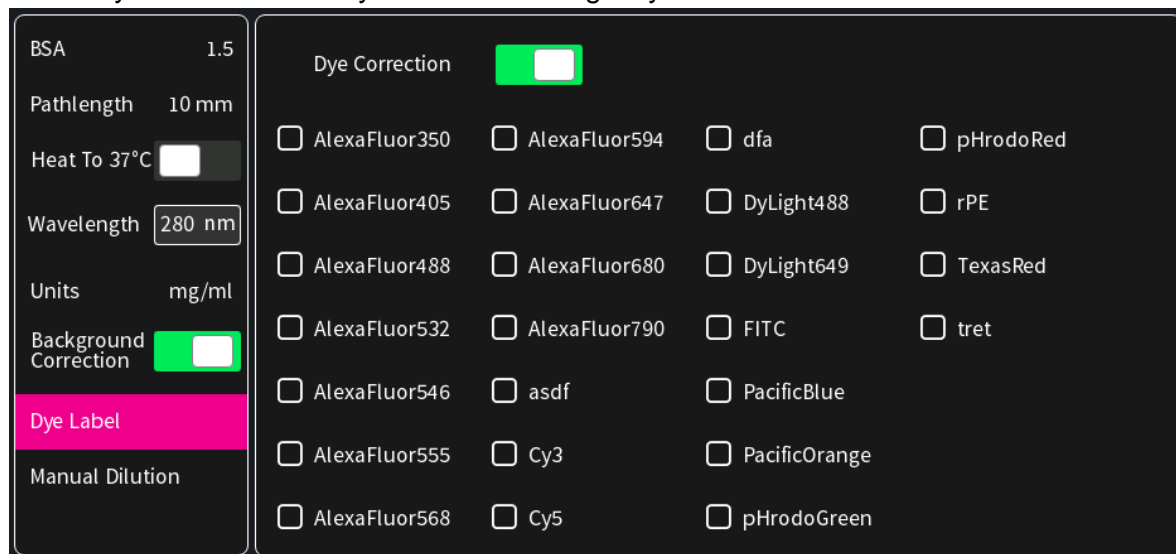 BSA 1.5
Pathlength 10 mm
Heat To 37°C
Wavelength 280 nm
Units mg/ml
Background
Correction
Dye Label
Manual Dilution
Dye Correction
AlexaFluor350 AlexaFluor594 dfa pHrodoRed
AlexaFluor405 AlexaFluor647 DyLight488 rPE
AlexaFluor488 AlexaFluor680 DyLight649 TexasRed
AlexaFluor532 AlexaFluor790 FITC tret
AlexaFluor546 asdf PacificBlue
AlexaFluor555 Cy3 PacificOrange
AlexaFluor568 Cy5 pHrodoGreen